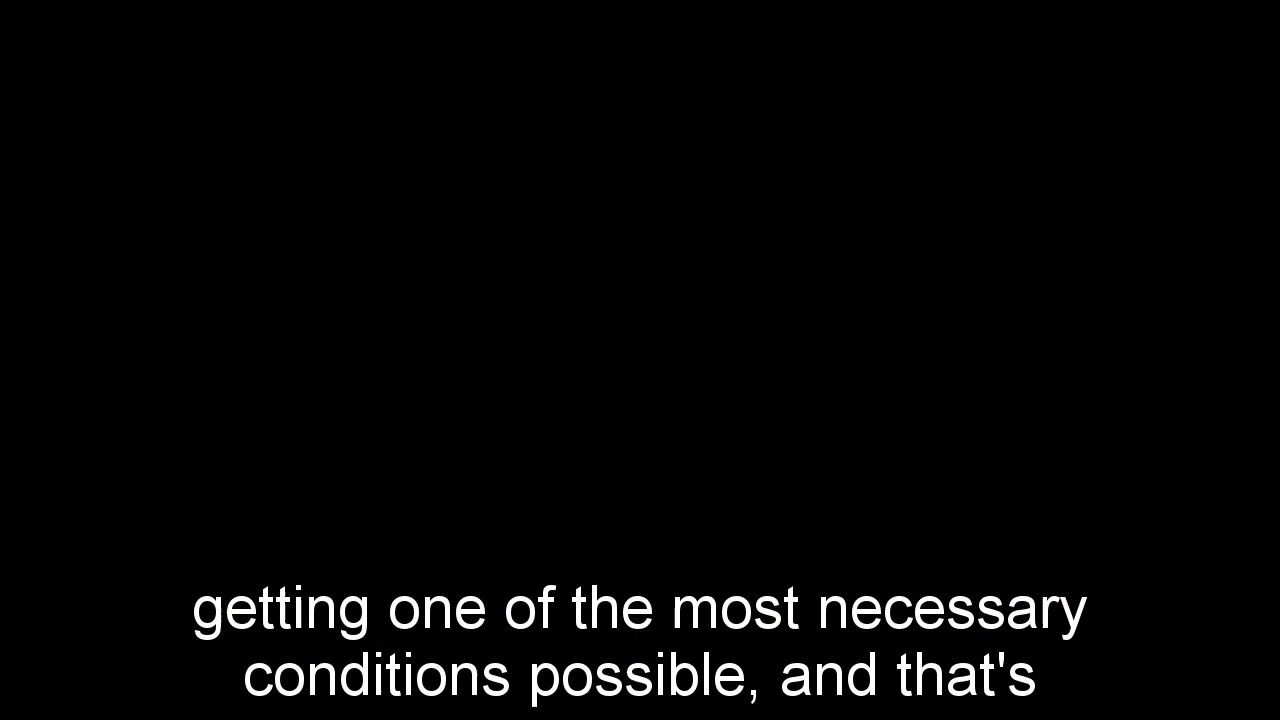 getting one of the most necessary
conditions possible, and that's